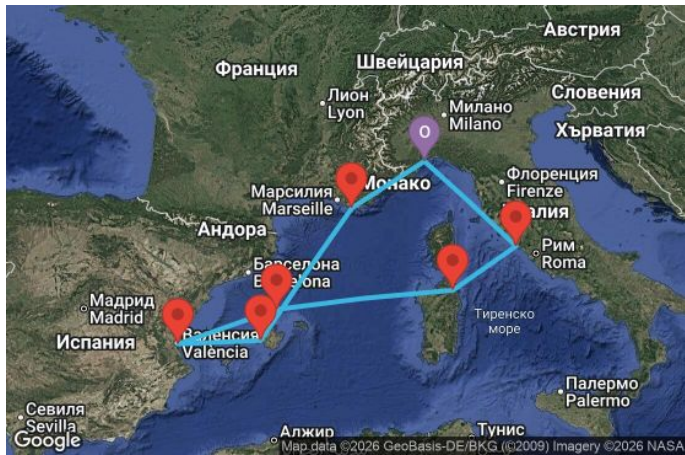 Австрия
Швейцария
Франция
Словения
Лион
Lyon
Милано
Milano
Хърватия
O
Монако
Флоренция
Firenze
Марсилия
Marseille
алия
Андора
Рим
Roma
Барселона
Мадрид
Madrid
Тиренско
море
Испания
Валенсия
València
Палермо
Palermo
Севиля
Sevilla
Google
Алжир
Тунис
Map data ©2026 GeoBasis-DE/BKG (©2009) Imagery ©2026 NASA